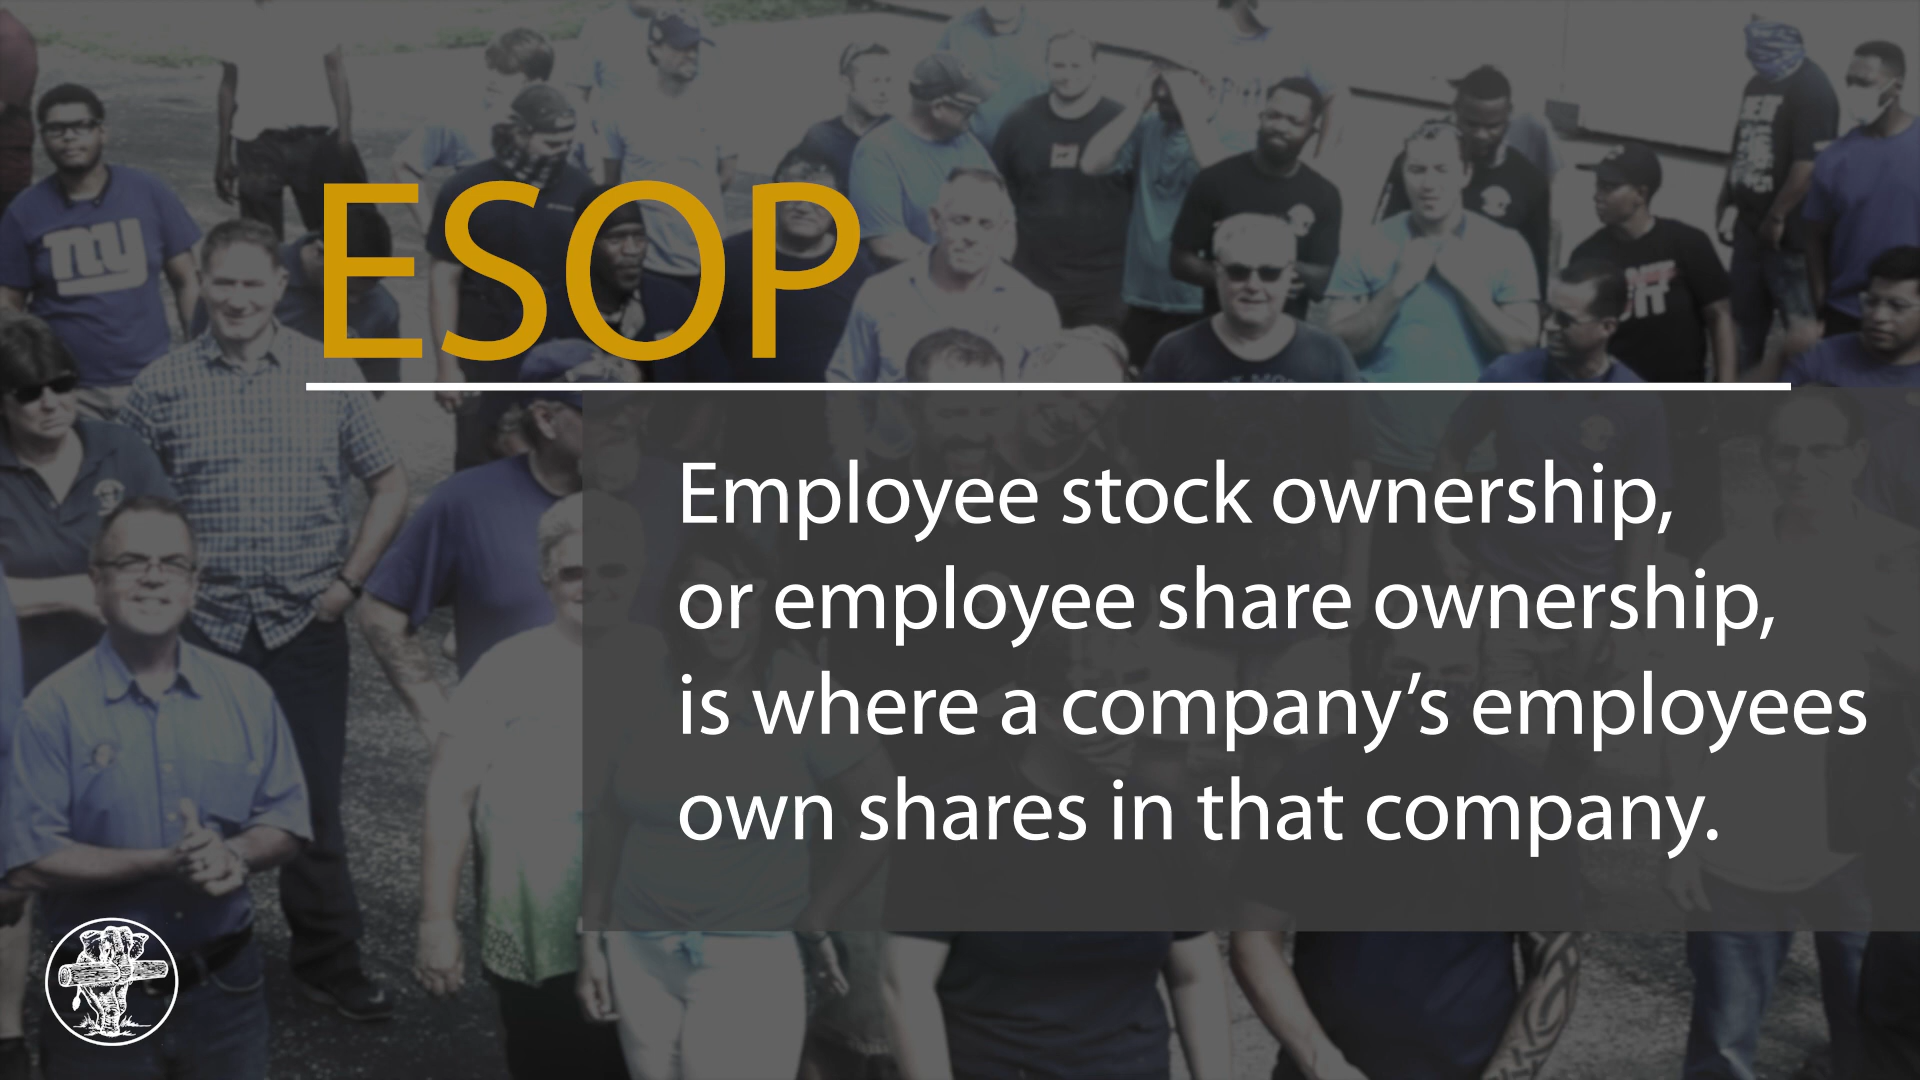 ESOP
Employee stock ownership,
or employee share ownership,
is where a company’s employees
own shares in that company.